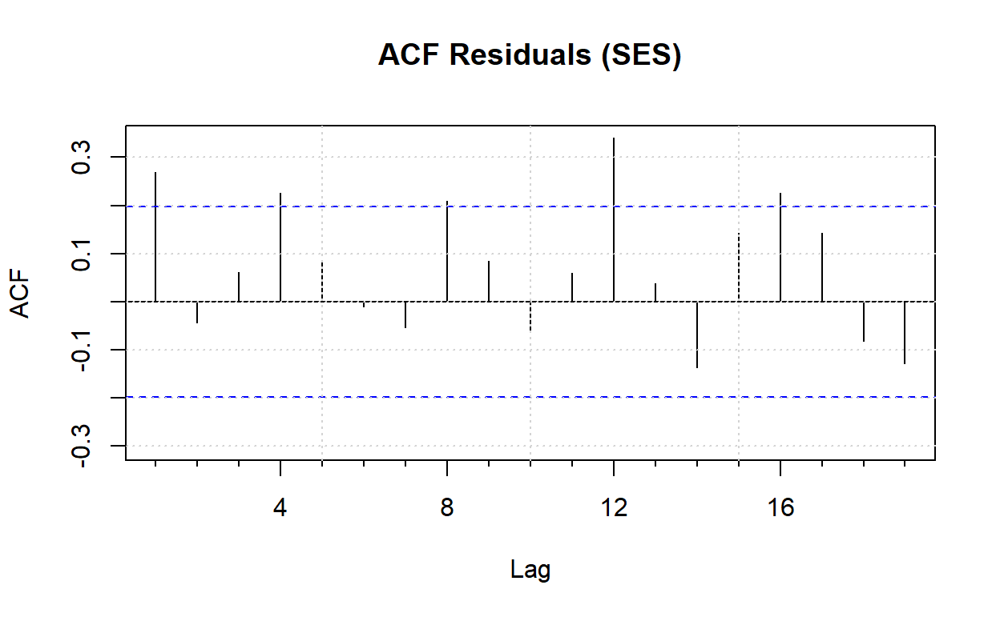 ACF Residuals (SES)
0.3
0.1
-0.1
-0.3
ACF
4 8 12 16
Lag